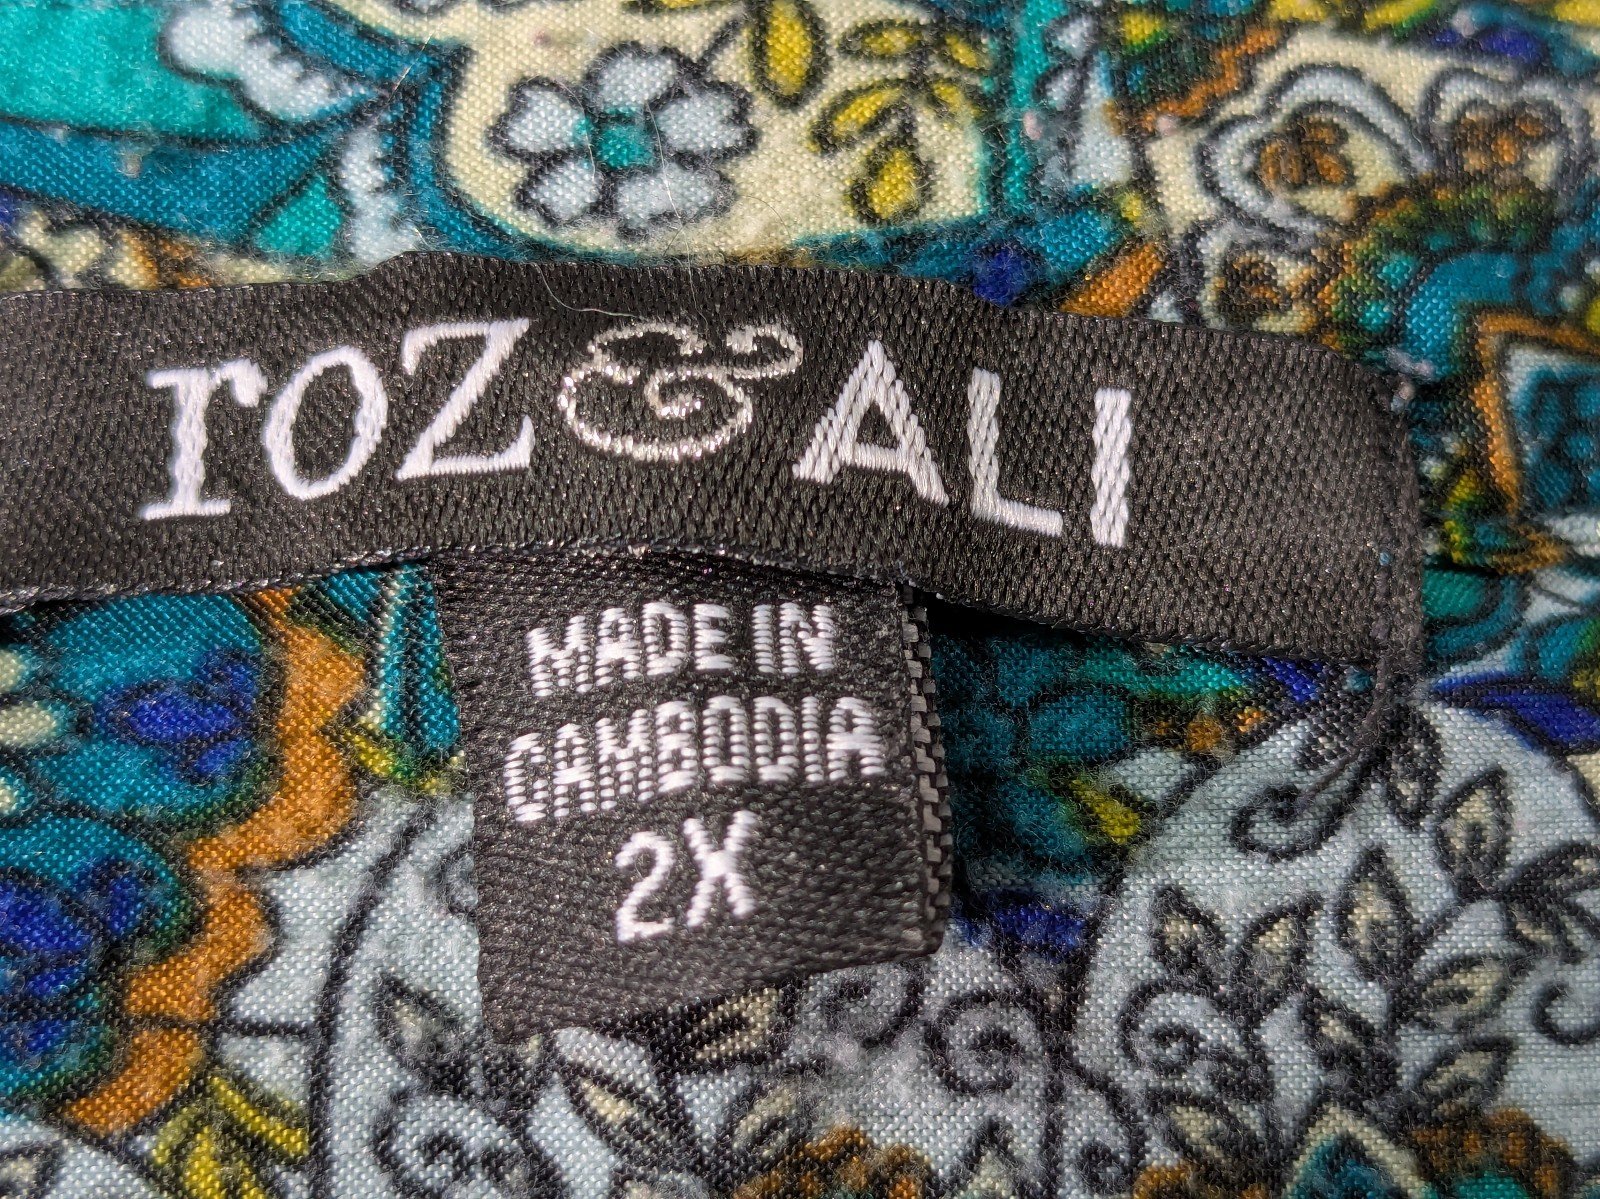 roZ & ALI
MADE IN
CAMBODIA
2X